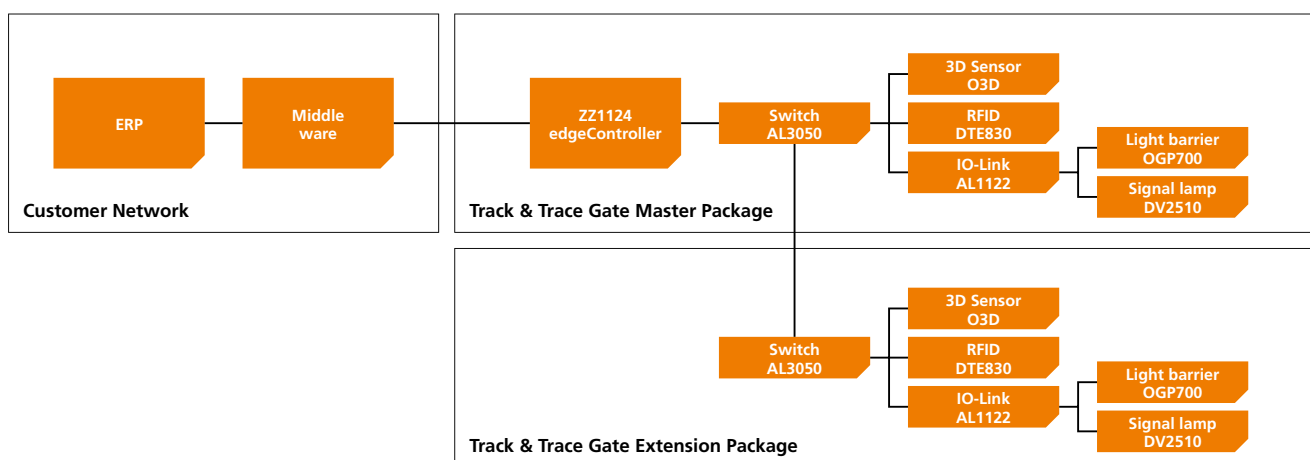 ERP
Middle
ware
Customer Network
ZZ1124
edgeController
Switch
AL3050
3D Sensor
O3D
RFID
DTE830
IO-Link
AL1122
Light barrier
OGP700
Signal lamp
DV2510
Track & Trace Gate Master Package
Switch
AL3050
3D Sensor
O3D
RFID
DTE830
IO-Link
AL1122
Light barrier
OGP700
Signal lamp
DV2510
Track & Trace Gate Extension Package